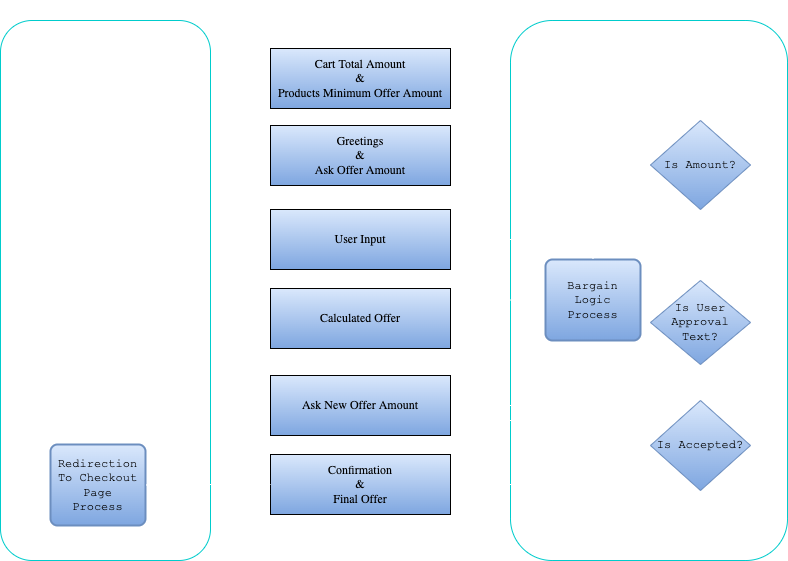 Cart Total Amount
&
Products Minimum Offer Amount
Greetings
&
Ask Offer Amount
User Input
Calculated Offer
Ask New Offer Amount
Confirmation
&
Final Offer
Redirection
To Checkout
Page
Process
Is Amount?
Bargain
Logic
Process
Is User
Approval
Text?
Is Accepted?